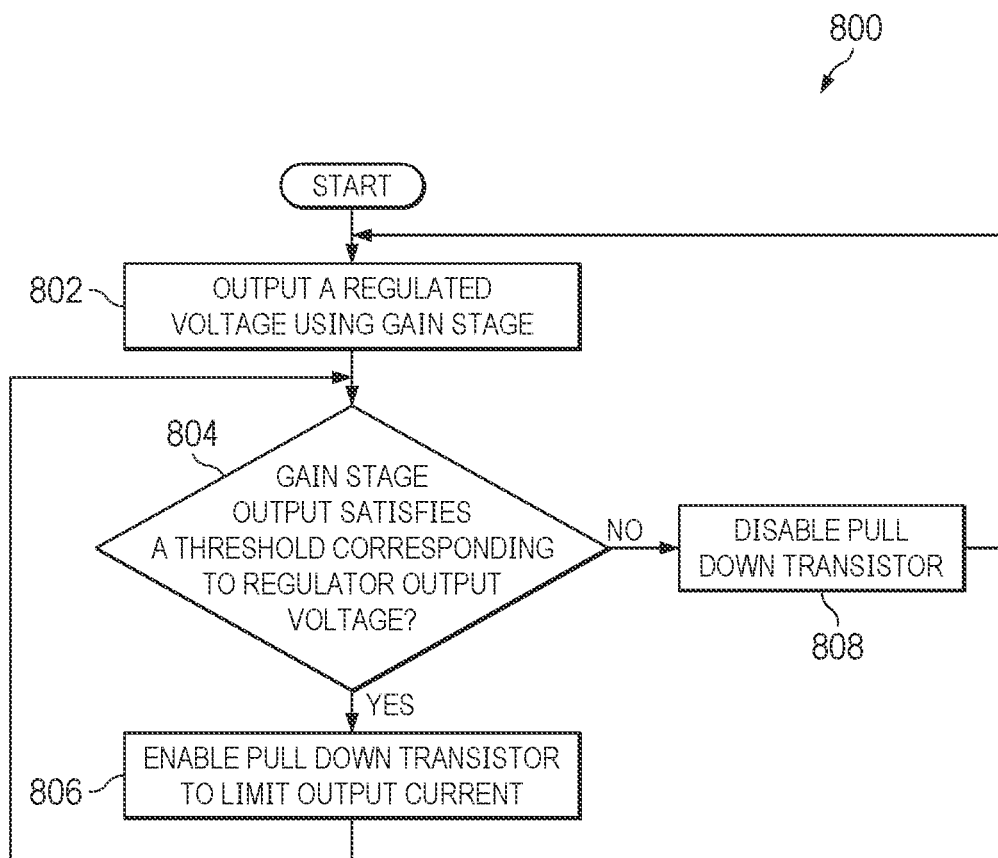 800
START
802
OUTPUT A REGULATED
VOLTAGE USING GAIN STAGE
804
GAIN STAGE
OUTPUT SATISFIES
A THRESHOLD CORRESPONDING
TO REGULATOR OUTPUT
VOLTAGE?
NO
DISABLE PULL
DOWN TRANSISTOR
808
YES
806
ENABLE PULL DOWN TRANSISTOR
TO LIMIT OUTPUT CURRENT